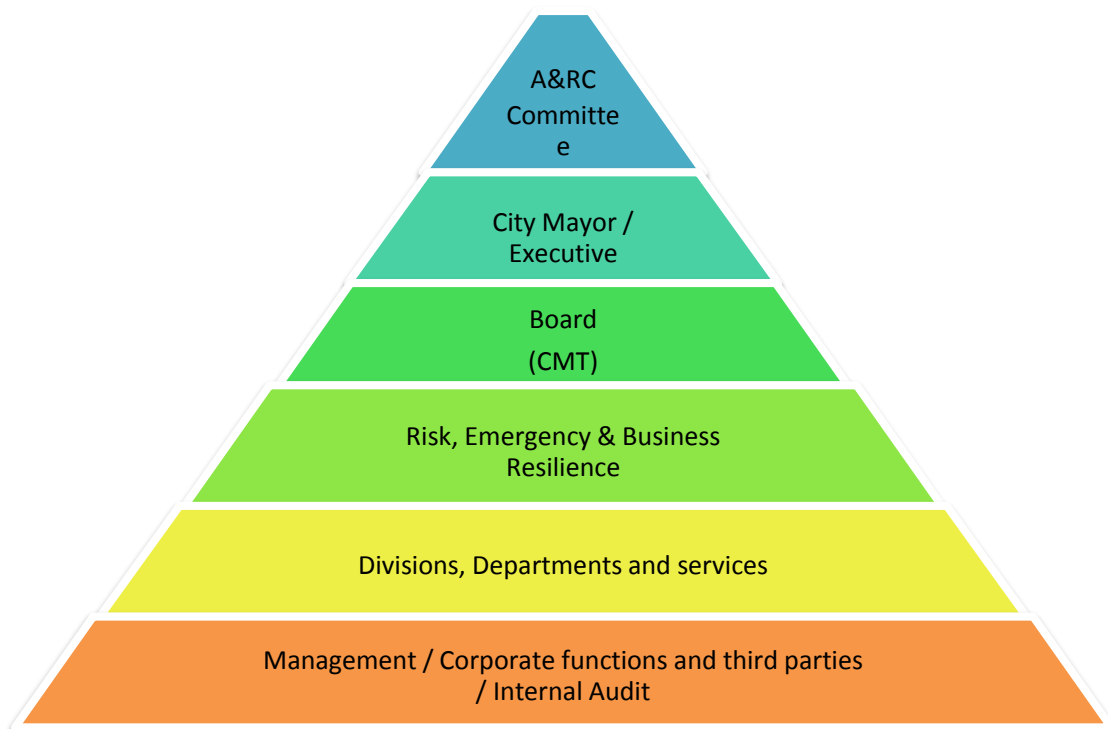 A&RC
Committe
e
City Mayor /
Executive
Board
(CMT)
Risk, Emergency & Business
Resilience
Divisions, Departments and services
Management / Corporate functions and third parties
/ Internal Audit